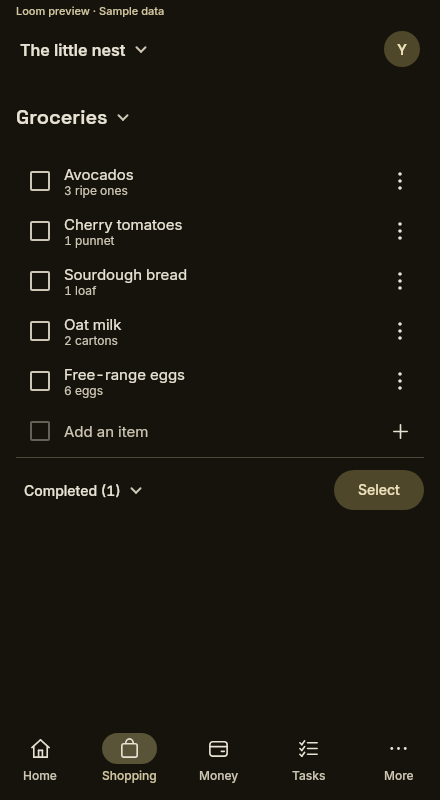 Loom preview · Sample data
The little nest
Y
Groceries
Avocados
3 ripe ones
Cherry tomatoes
1 punnet
Sourdough bread
1 loaf
Oat milk
2 cartons
Free-range eggs
6 eggs
Add an item
Completed (1)
Select
Home
Shopping
Money
Tasks
More